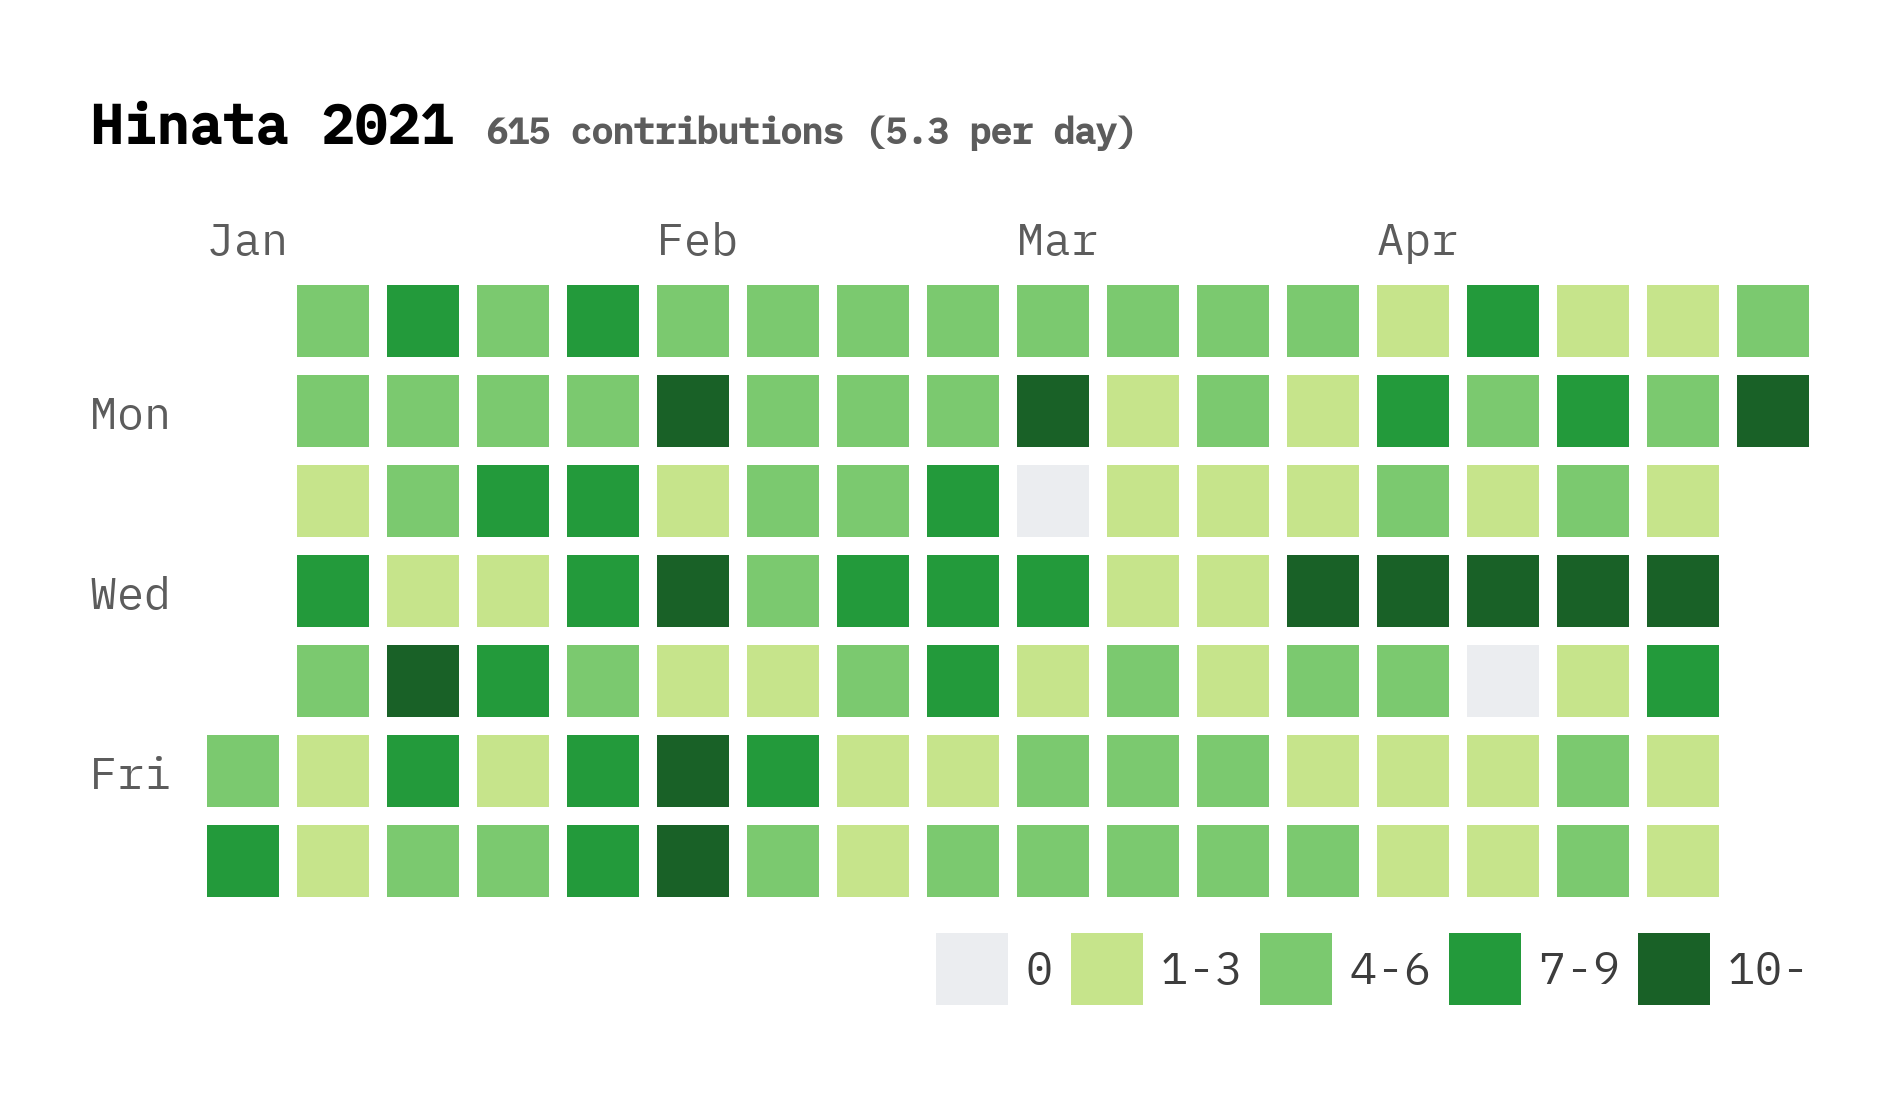 Hinata 2021 615 contributions (5.3 per day)
Jan Feb Mar Apr
Mon
Wed
Fri
0 1-3 4-6 7-9 10-